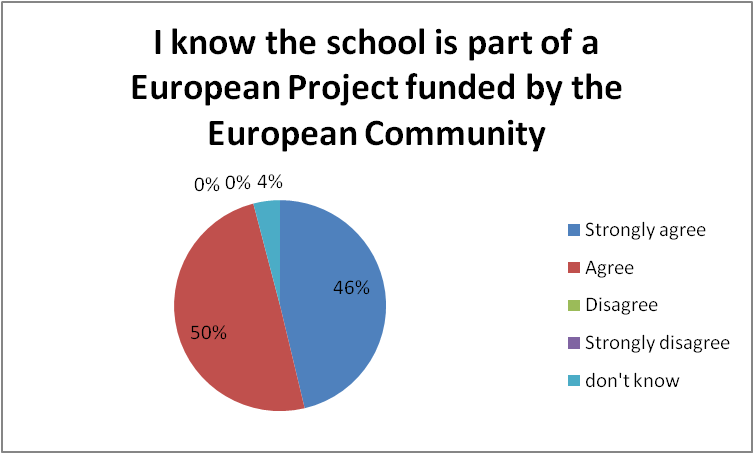 I know the school is part of a
European Project funded by the
European Community
0% 0% 4%
46%
50%
Strongly agree
Agree
Disagree
Strongly disagree
don't know